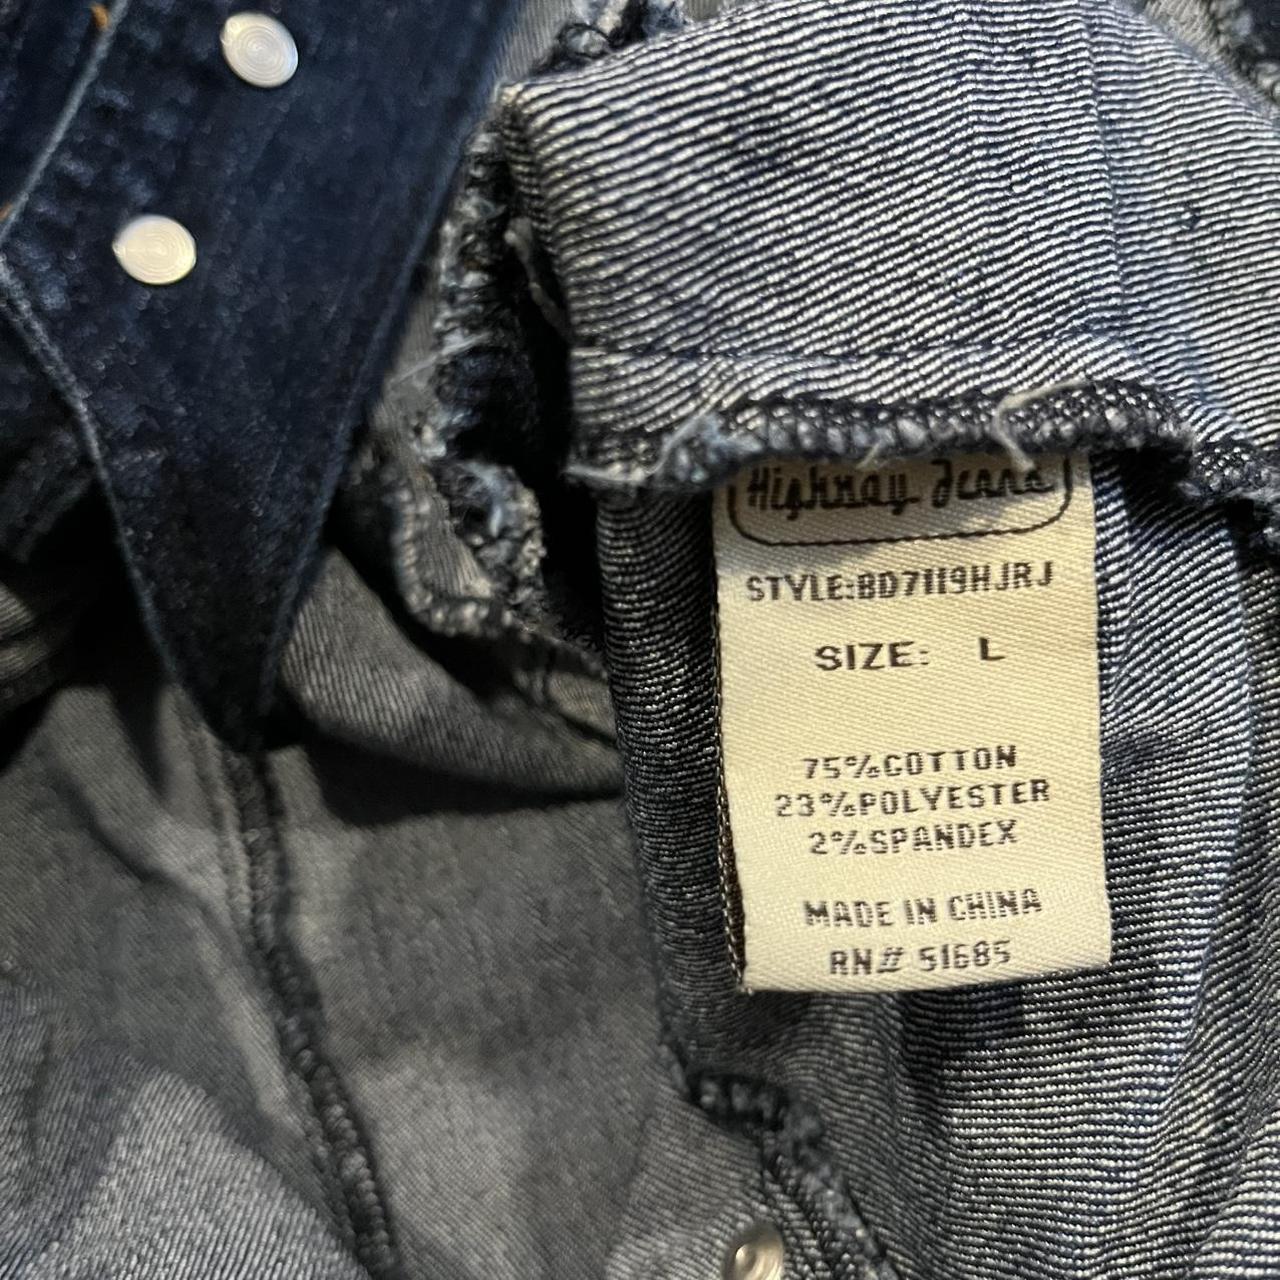 Highway Jeans
STYLE:BD7119HJRJ
SIZE: L
75%COTTON
23%POLYESTER
2%SPANDEX
MADE IN CHINA
RN# 51685